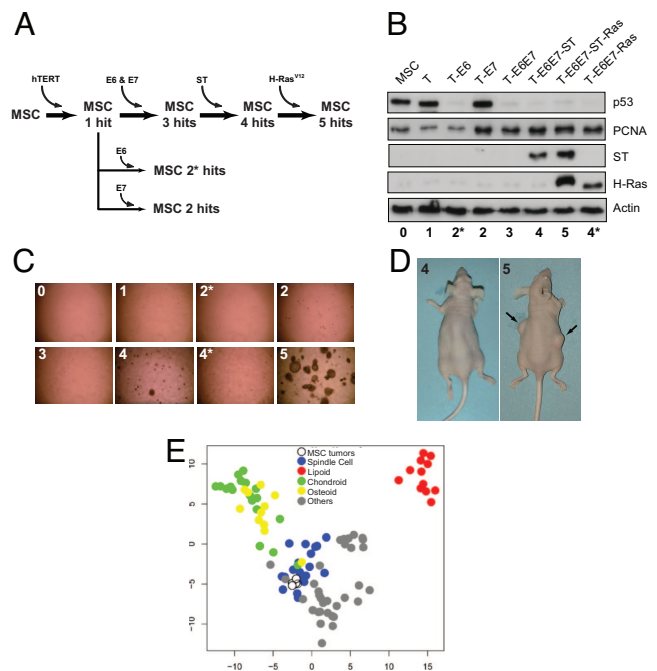 A
hTERT
E6 & E7
ST
H-RasV12
MSC
MSC
1 hit
MSC
3 hits
MSC
4 hits
MSC
5 hits
E6
MSC 2* hits
E7
MSC 2 hits
B
MSC
T
T-E6
T-E7
T-E6E7
T-E6E7-ST
T-E6E7-ST-Ras
T-E6E7-Ras
p53
PCNA
ST
H-Ras
Actin
0 1 2* 2 3 4 5 4*
C
0 1 2* 2
3 4 4* 5
D
4 5
E
MSC tumors
Spindle Cell
Lipoid
Chondroid
Osteoid
Others
10
5
0
−5
−10
−10 −5 0 5 10 15